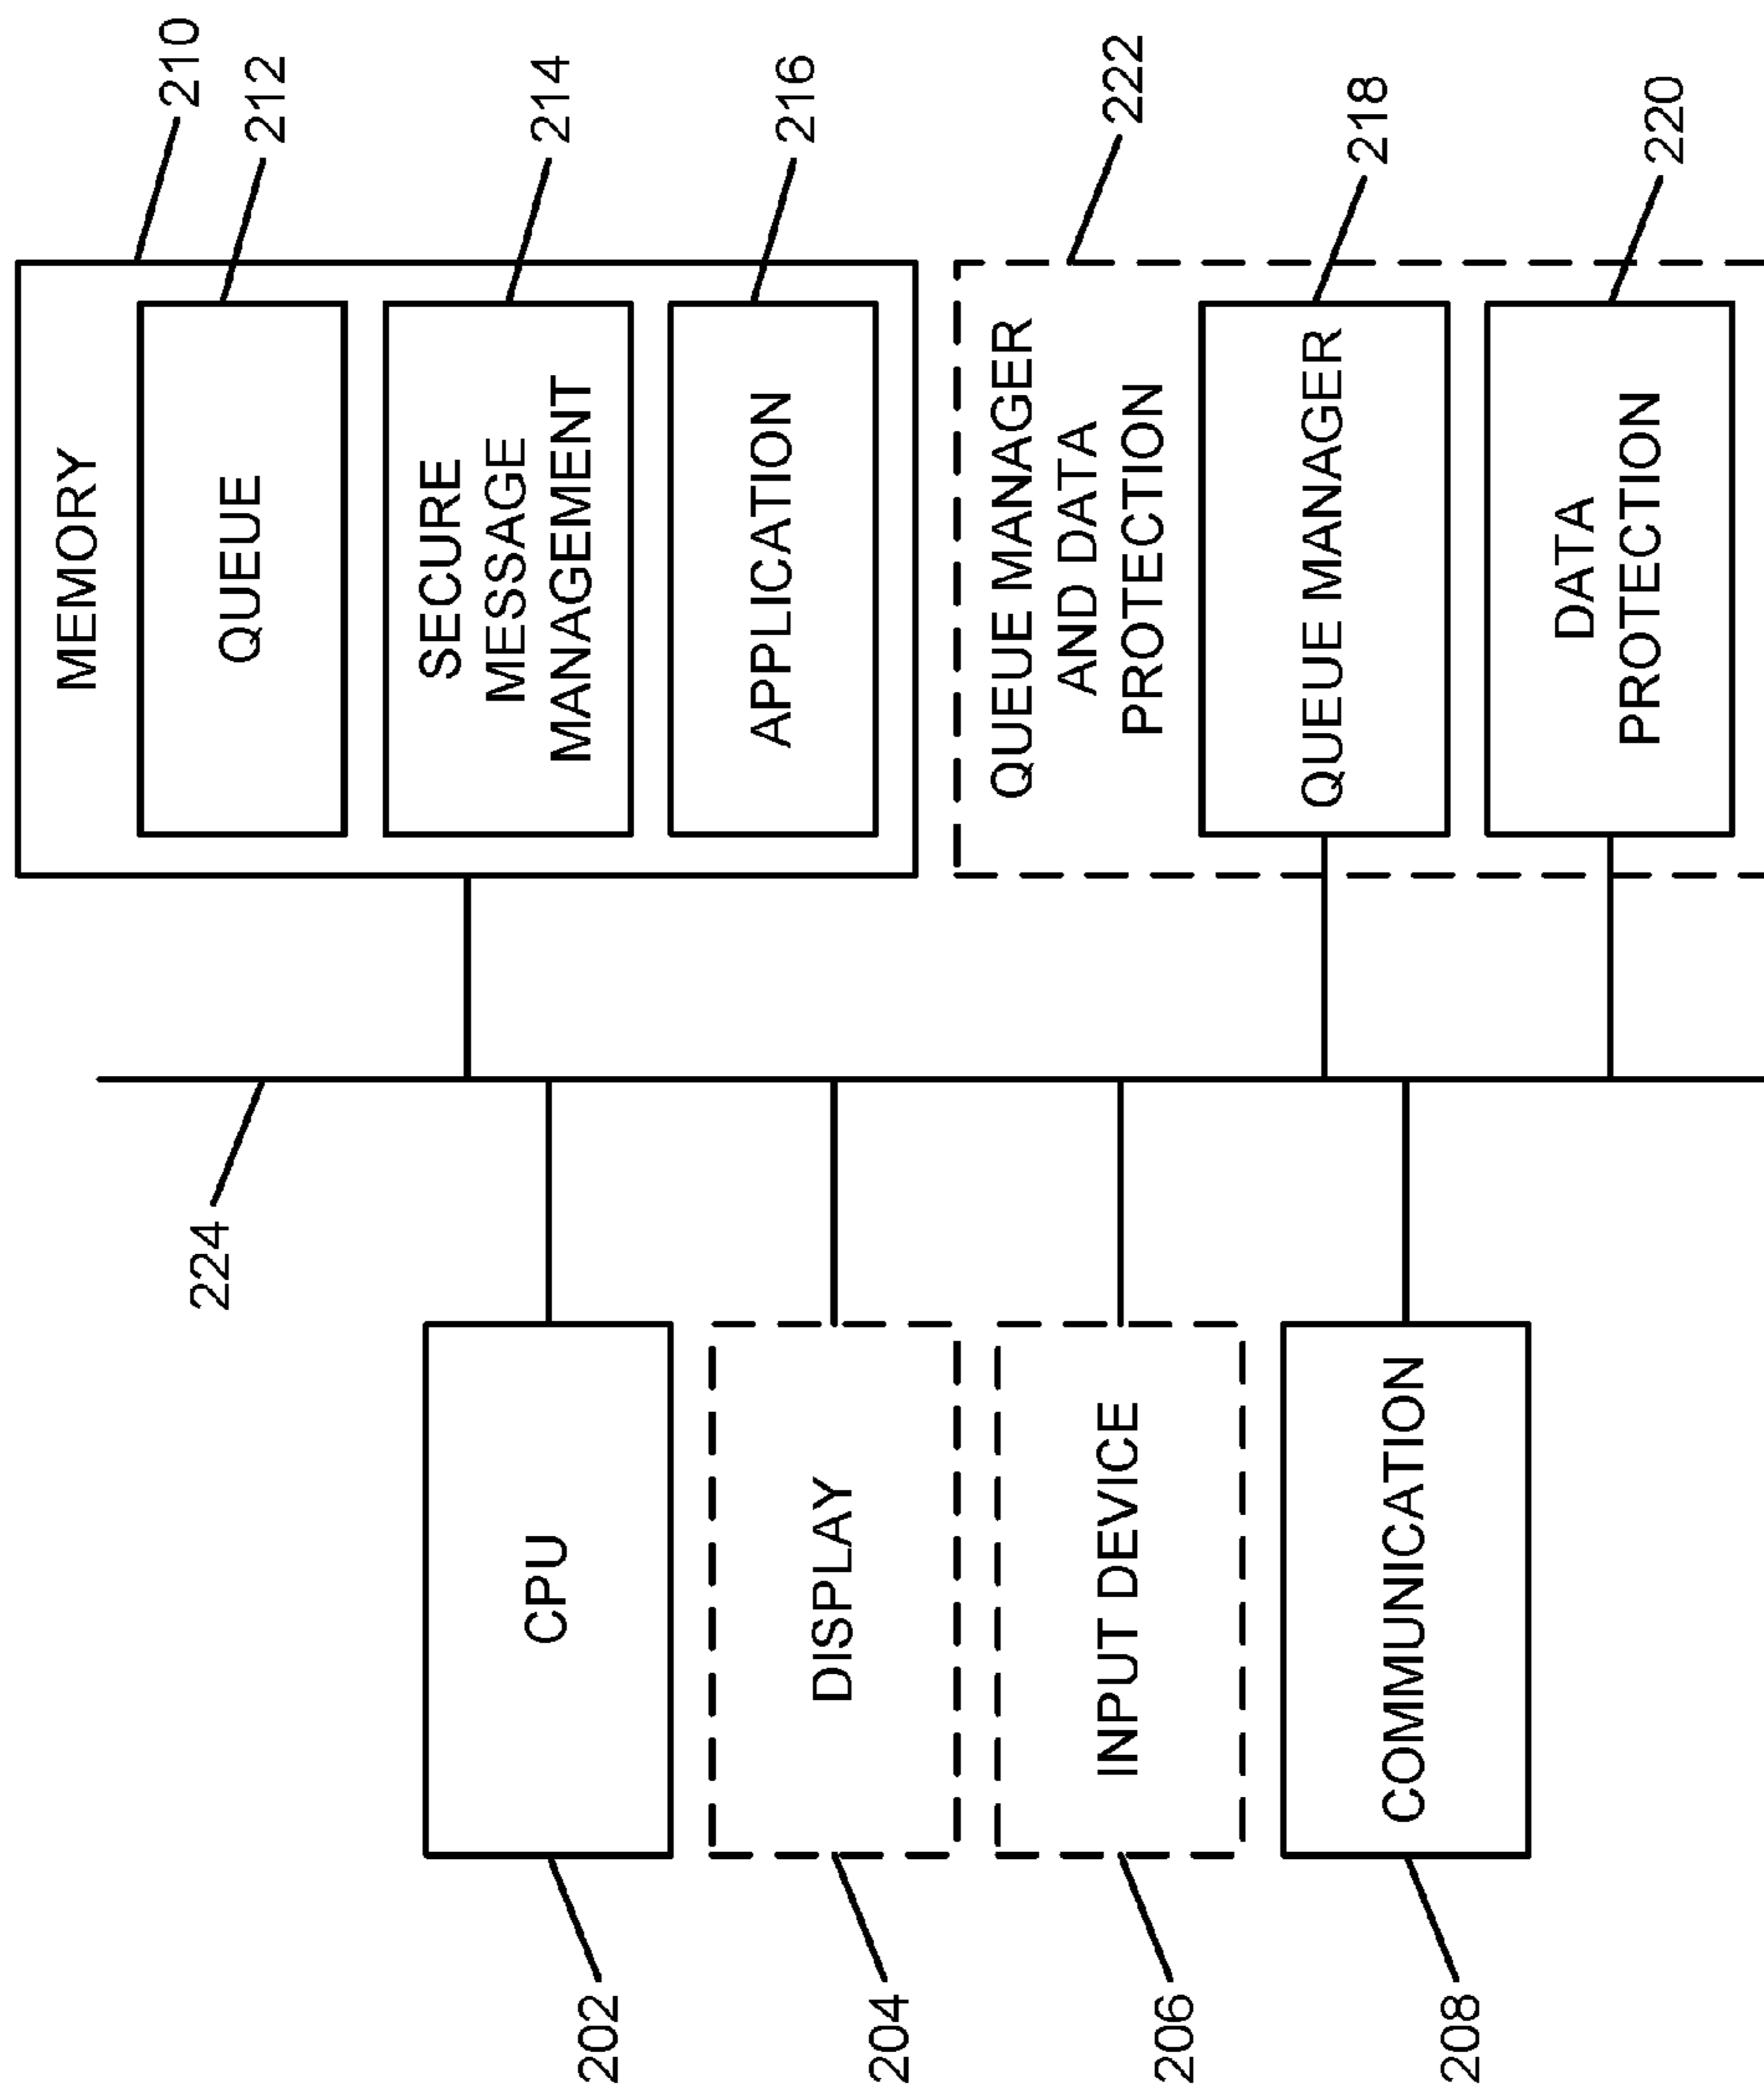 202
CPU
204
DISPLAY
206
INPUT DEVICE
208
COMMUNICATION
224
MEMORY
210
QUEUE
212
SECURE
MESSAGE
MANAGEMENT
214
APPLICATION
216
QUEUE MANAGER
AND DATA
PROTECTION
222
QUEUE MANAGER
218
DATA
PROTECTION
220